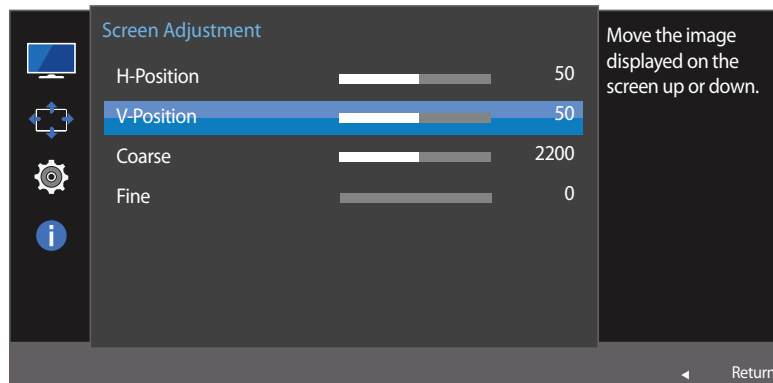 Screen Adjustment
H-Position 50
V-Position 50
Coarse 2200
Fine 0
Move the image
displayed on the
screen up or down.
Return